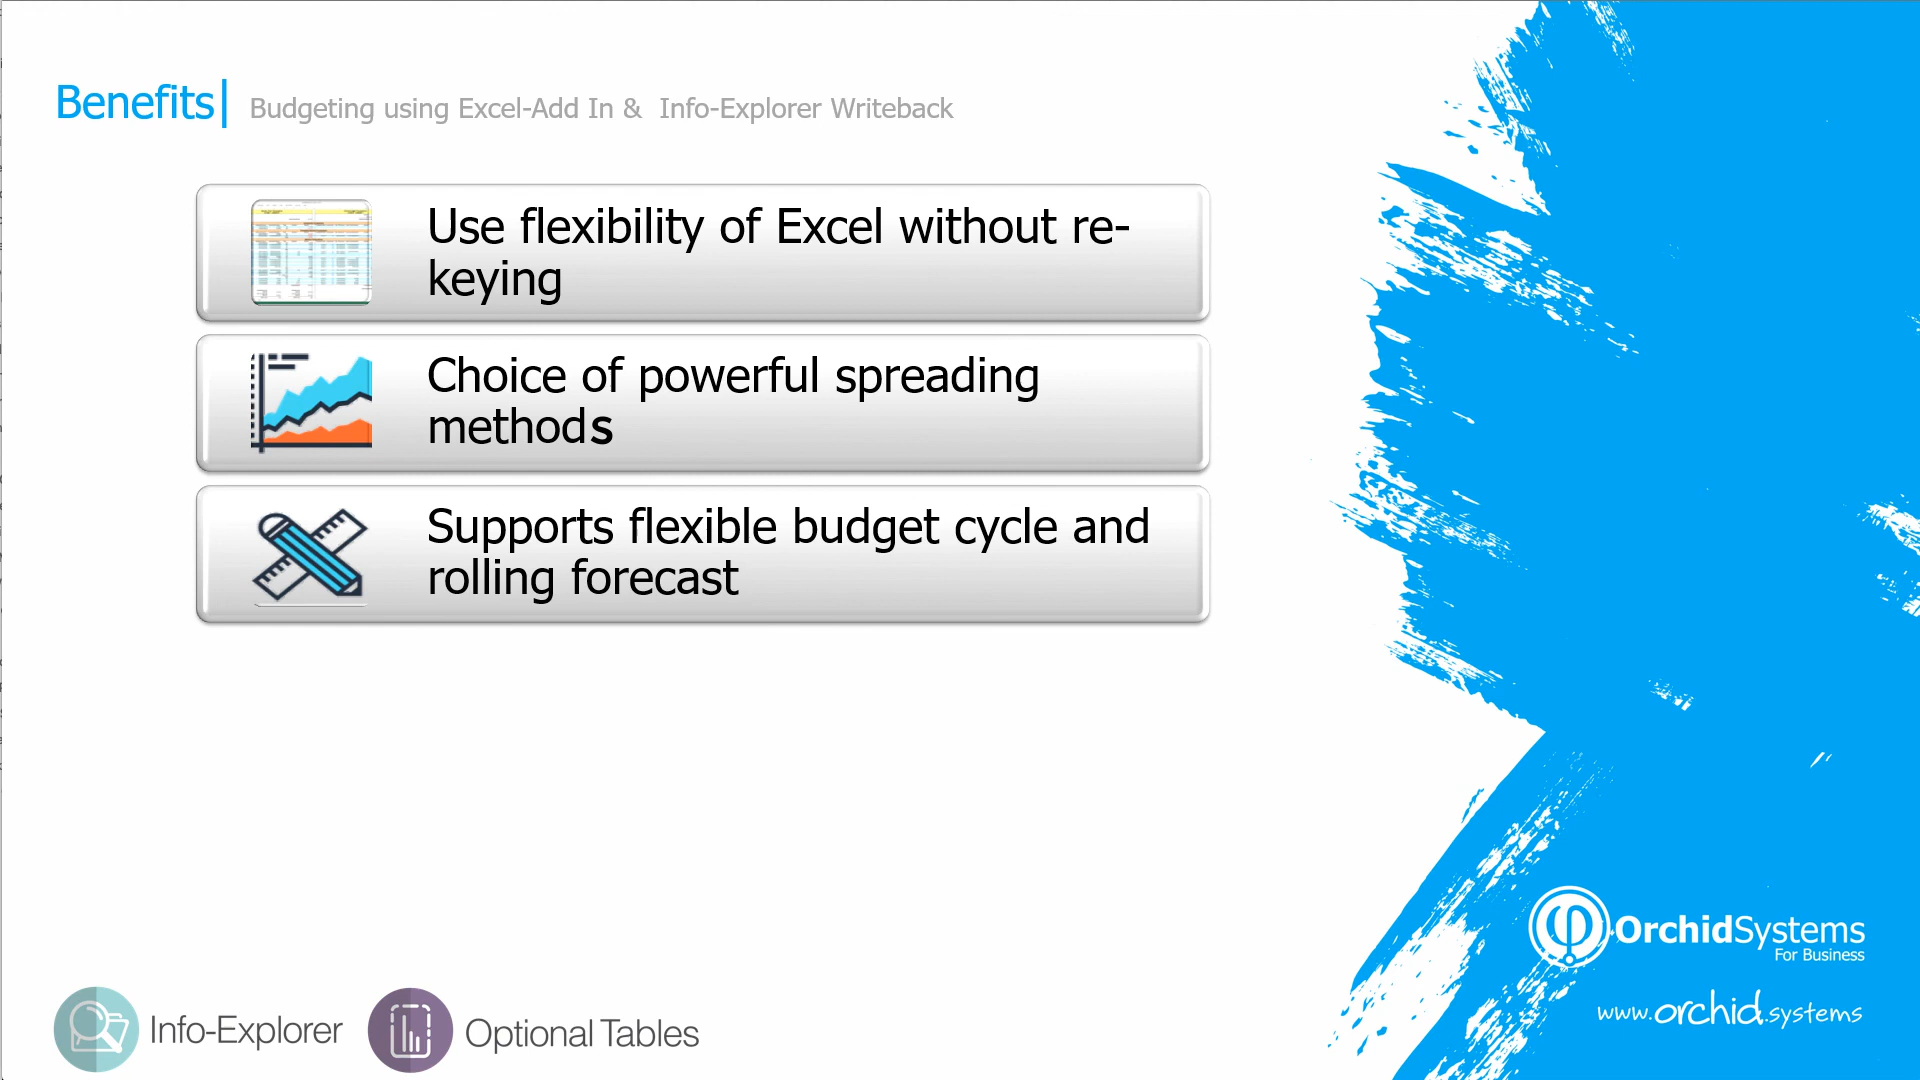 Benefits| Budgeting using Excel-Add In & Info-Explorer Writeback
Use flexibility of Excel without re-
keying
Choice of powerful spreading
methods
Supports flexible budget cycle and
rolling forecast
OrchidSystems
For Business
www.orchid.systems
Info-Explorer
Optional Tables